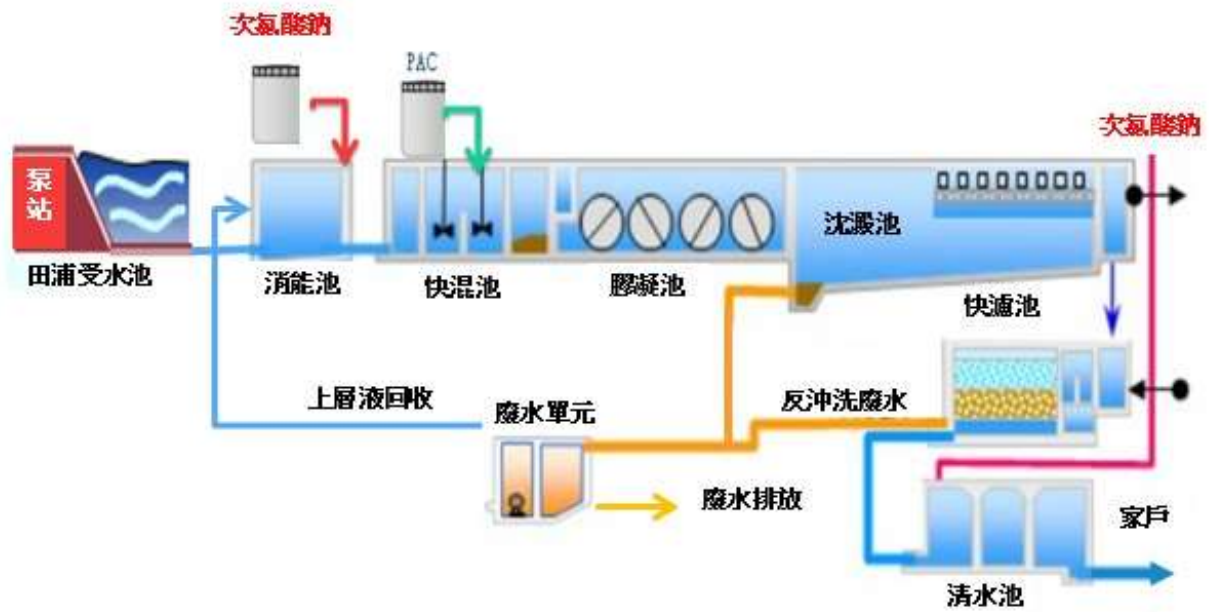 次氯酸鈉
PAC
次氯酸鈉
泵站
田浦受水池
消能池
快混池
膠凝池
沈澱池
快濾池
上層液回收
廢水單元
反沖洗廢水
廢水排放
家戶
清水池